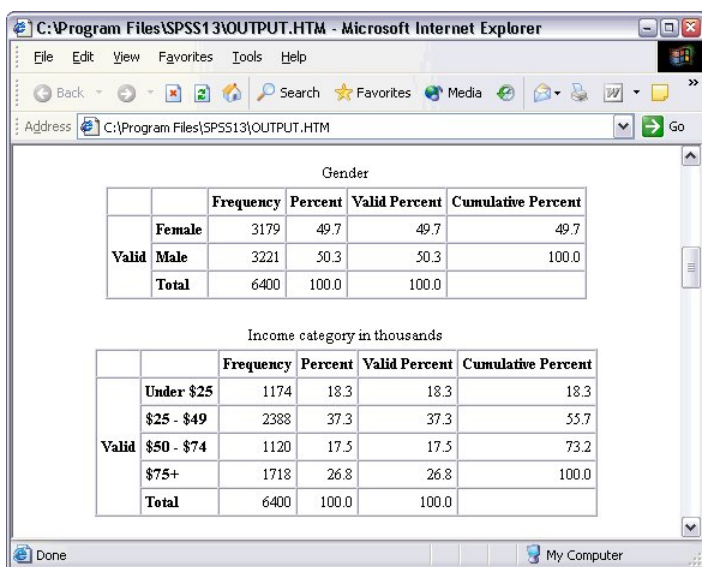 C:\Program Files\SPSS13\OUTPUT.HTM - Microsoft Internet Explorer
File Edit View Favorites Tools Help
Back Search Favorites Media »
Address C:\Program Files\SPSS13\OUTPUT.HTM Go
Gender
Frequency Percent Valid Percent Cumulative Percent
Female 3179 49.7 49.7 49.7
Valid Male 3221 50.3 50.3 100.0
Total 6400 100.0 100.0
Income category in thousands
Frequency Percent Valid Percent Cumulative Percent
Under $25 1174 18.3 18.3 18.3
$25 - $49 2388 37.3 37.3 55.7
Valid $50 - $74 1120 17.5 17.5 73.2
$75+ 1718 26.8 26.8 100.0
Total 6400 100.0 100.0
Done My Computer